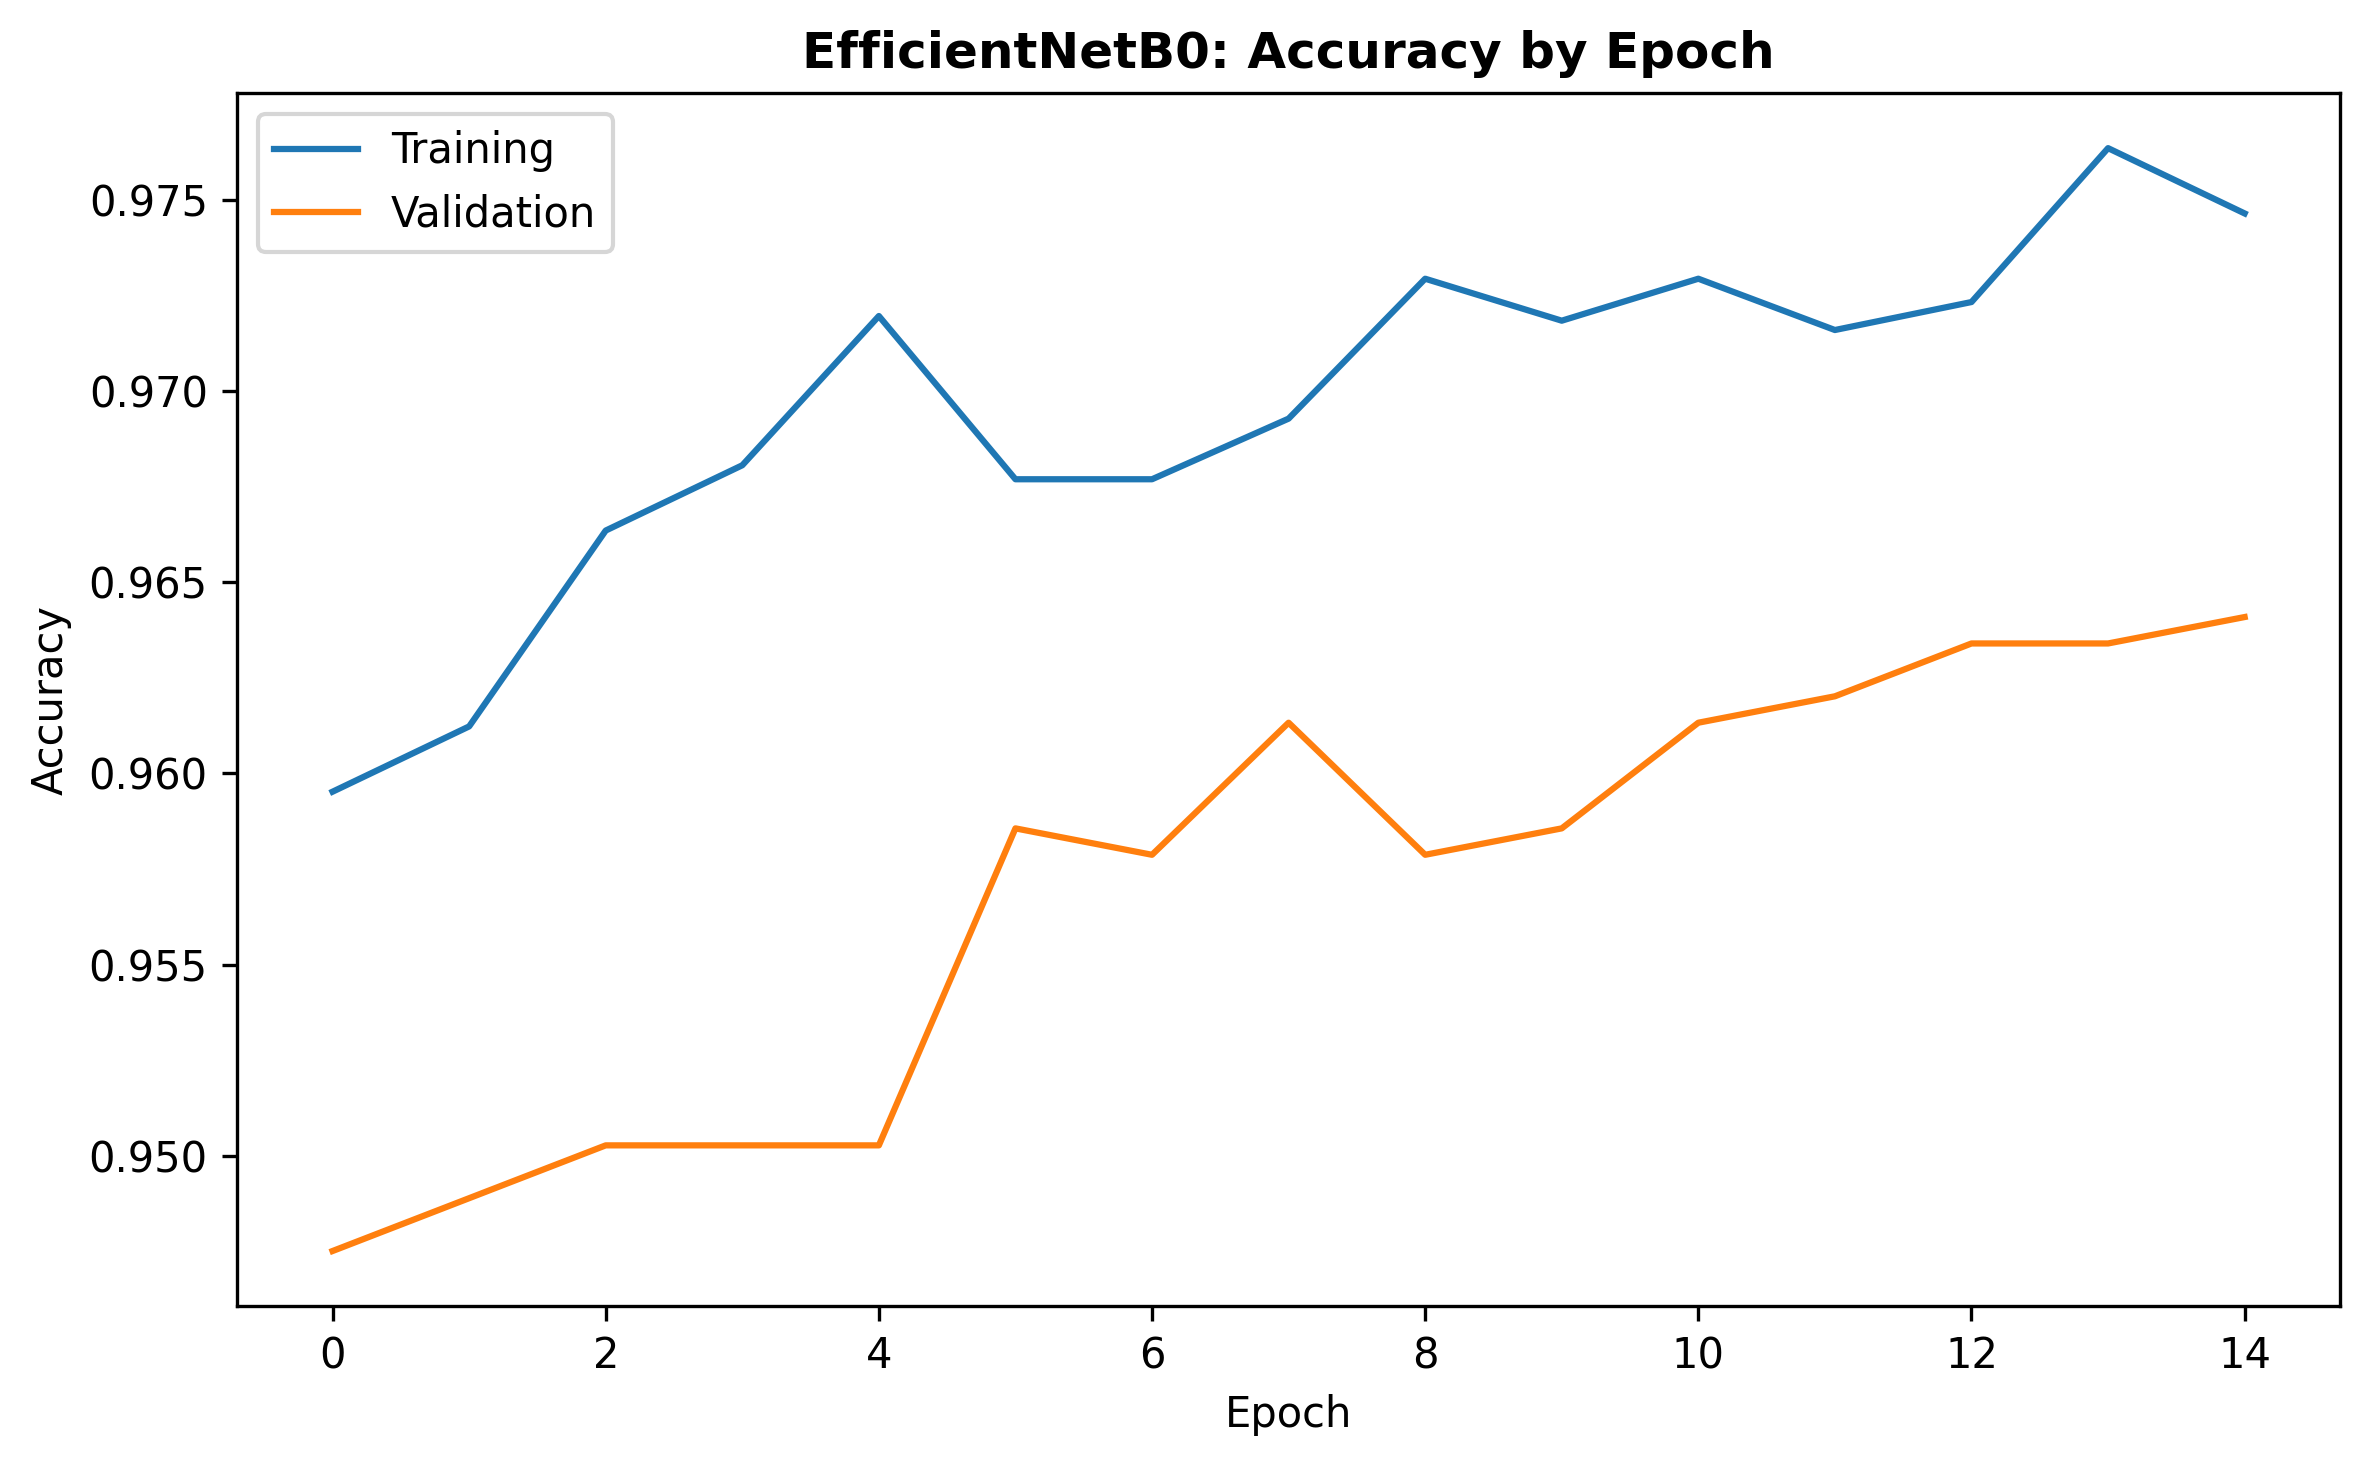 EfficientNetB0: Accuracy by Epoch
Training
Validation
0.975
0.970
0.965
0.960
0.955
0.950
Accuracy
0 2 4 6 8 10 12 14
Epoch